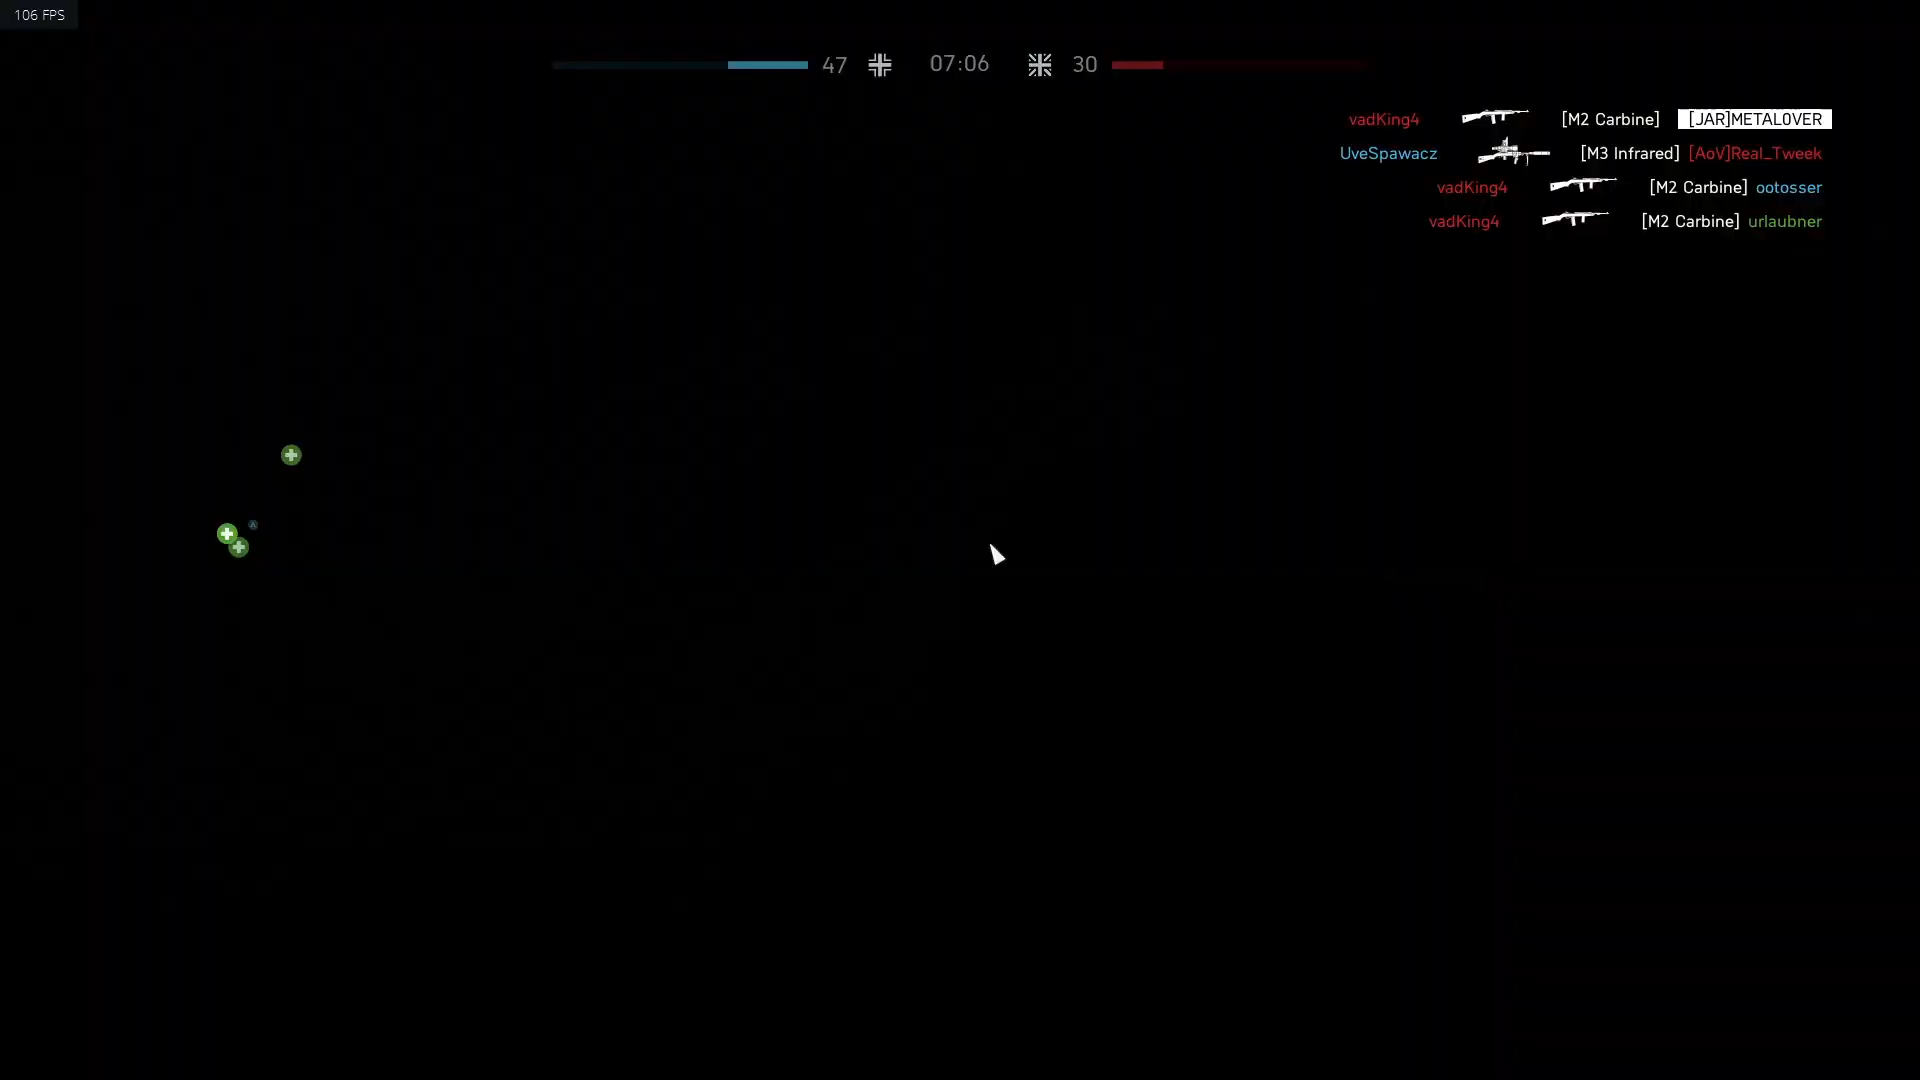 106 FPS
47 07:06 30
vadKing4 [M2 Carbine] [JAR]METALOVER
UveSpawacz [M3 Infrared] [AoV]Real_Tweek
vadKing4 [M2 Carbine] ootosser
vadKing4 [M2 Carbine] urlaubner
A